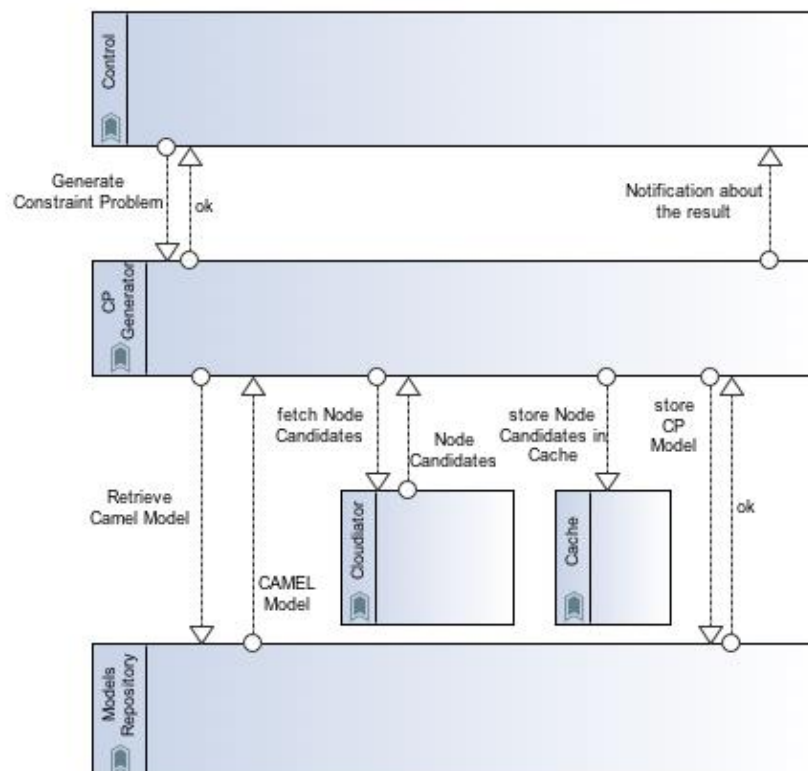 Control
Generate
Constraint Problem
ok
Notification about
the result
CP
Generator
fetch Node
Candidates
Node
Candidates
store Node
Candidates in
Cache
store
CP
Model
Retrieve
Camel Model
CAMEL
Model
ok
Cloudiator
Cache
Models
Repository